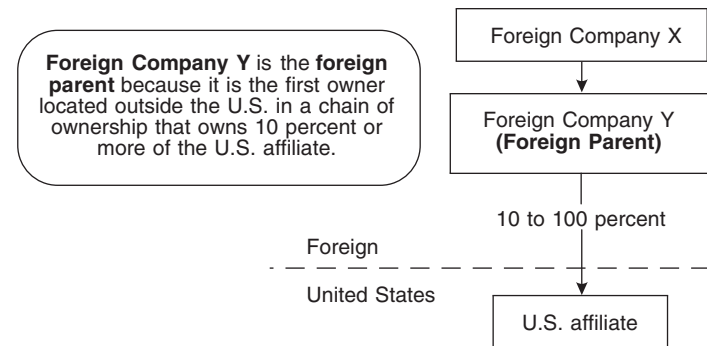 Foreign Company Y is the foreign
parent because it is the first owner
located outside the U.S. in a chain of
ownership that owns 10 percent or
more of the U.S. affiliate.
Foreign Company X
Foreign Company Y
(Foreign Parent)
10 to 100 percent
Foreign
United States
U.S. affiliate